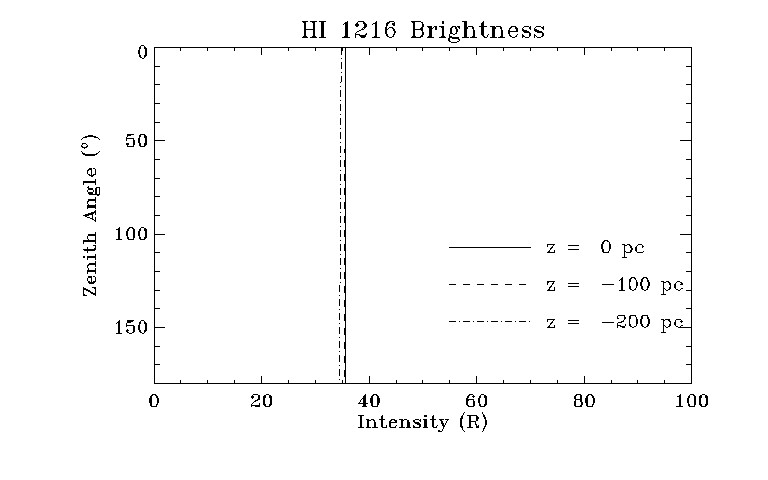 HI 1216 Brightness
0
50
100
150
Zenith Angle (°)
z = 0 pc
z = −100 pc
z = −200 pc
0 20 40 60 80 100
Intensity (R)